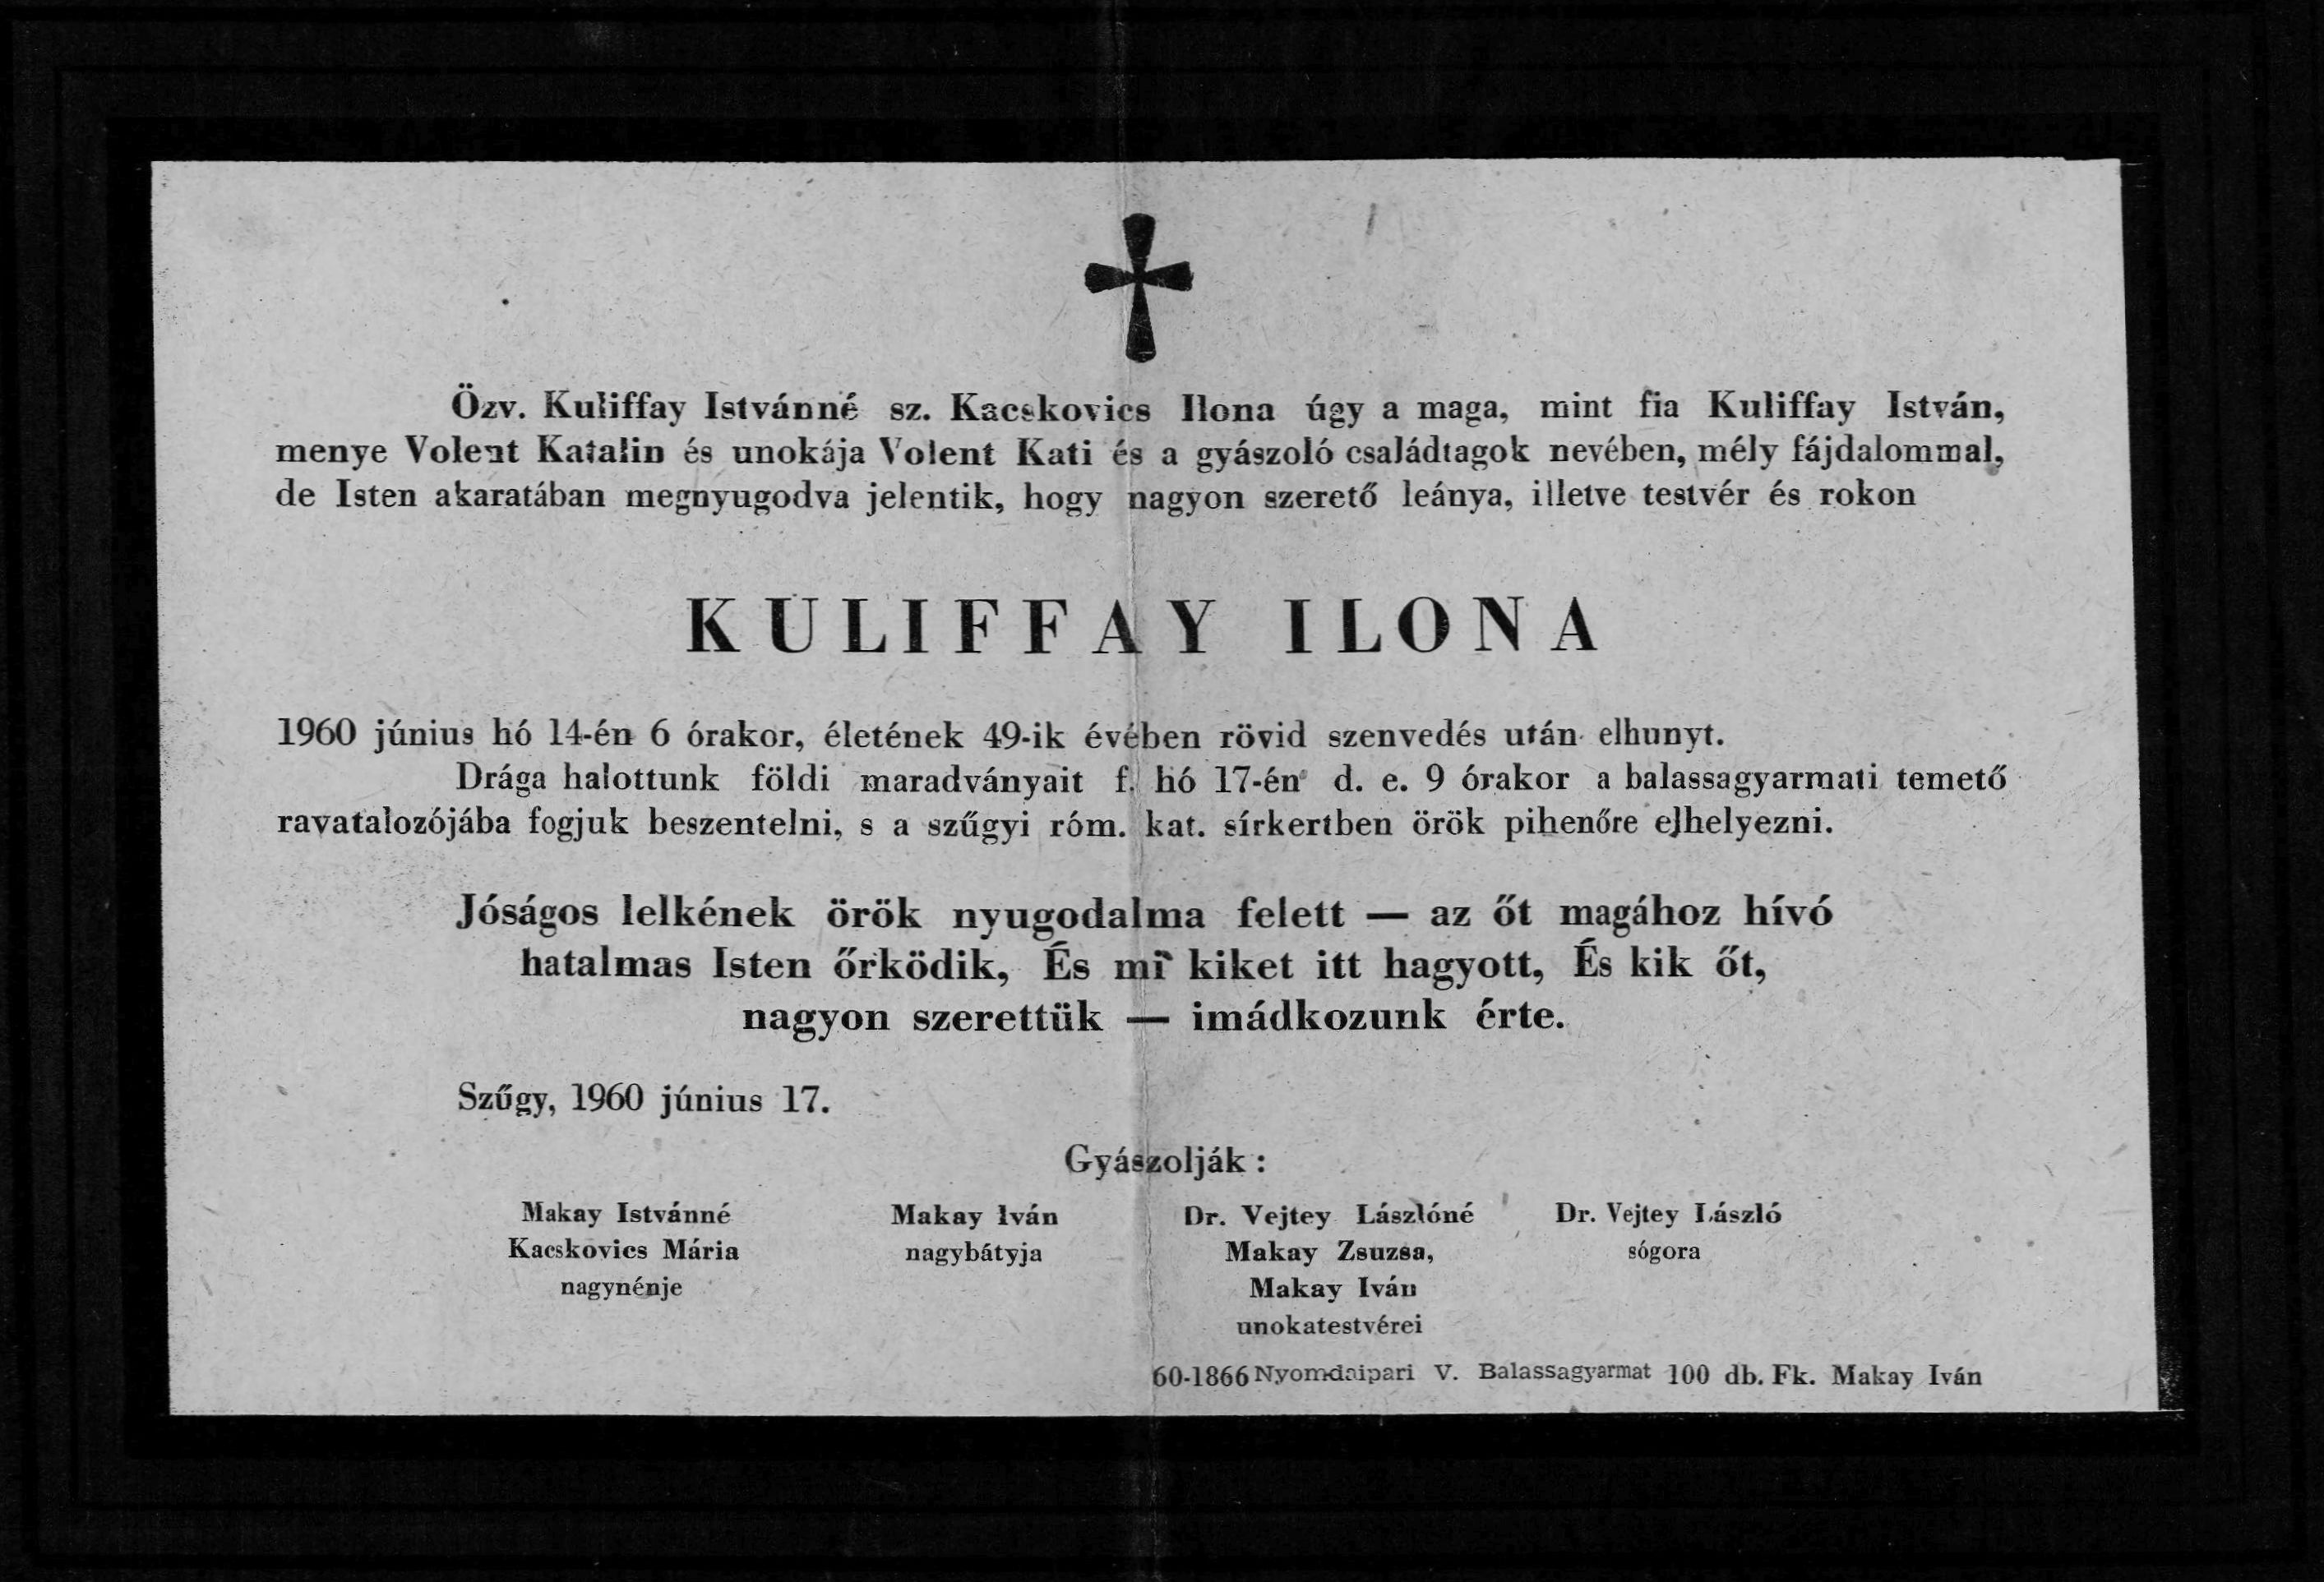 Özv. Kuliffay Istvánné sz. Kacskovics Ilona úgy a maga, mint fia Kuliffay István,
menye Volent Katalin és unokája Volent Kati és a gyászoló családtagok nevében, mély fájdalommal,
de Isten akaratában megnyugodva jelentik, hogy nagyon szerető leánya, illetve testvér és rokon
KULIFFAY ILONA
1960 június hó 14-én 6 órakor, életének 49-ik évében rövid szenvedés után elhunyt.
Drága halottunk földi maradványait f. hó 17-én d. e. 9 órakor a balassagyarmati temető
ravatalozójába fogjuk beszentelni, s a szűgyi róm. kat. sírkertben örök pihenőre elhelyezni.
Jóságos lelkének örök nyugodalma felett — az őt magához hívó
hatalmas Isten őrködik, És mi kiket itt hagyott, És kik őt,
nagyon szerettük — imádkozunk érte.
Szűgy, 1960 június 17.
Gyászolják :
Makay Istvánné Makay Iván Dr. Vejtey Lászlóné Dr. Vejtey László
Kacskovics Mária nagybátyja Makay Zsuzsa, sógora
nagynénje Makay Iván
unokatestvérei
60-1866 Nyomdaipari V. Balassagyarmat 100 db. Fk. Makay Iván